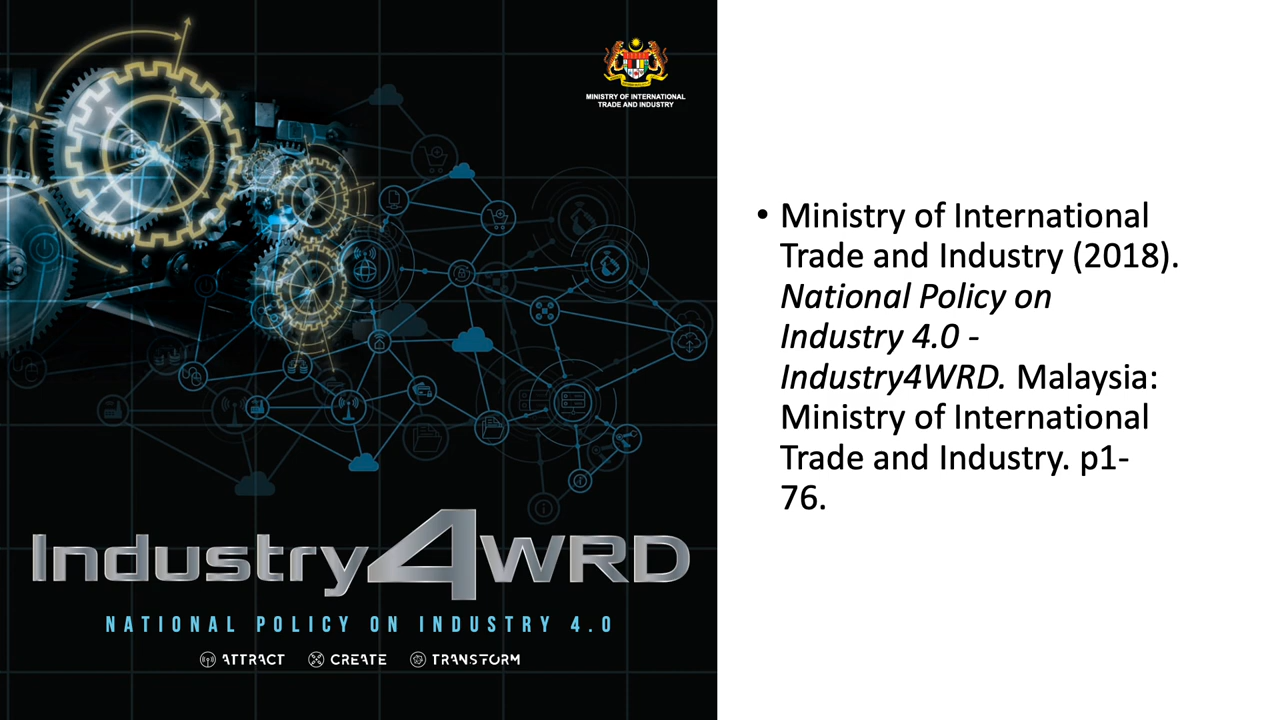 MINISTRY OF INTERNATIONAL
TRADE AND INDUSTRY
Industry4WRD
NATIONAL POLICY ON INDUSTRY 4.0
ATTRACT CREATE TRANSFORM
• Ministry of International
Trade and Industry (2018).
National Policy on
Industry 4.0 -
Industry4WRD. Malaysia:
Ministry of International
Trade and Industry. p1-
76.